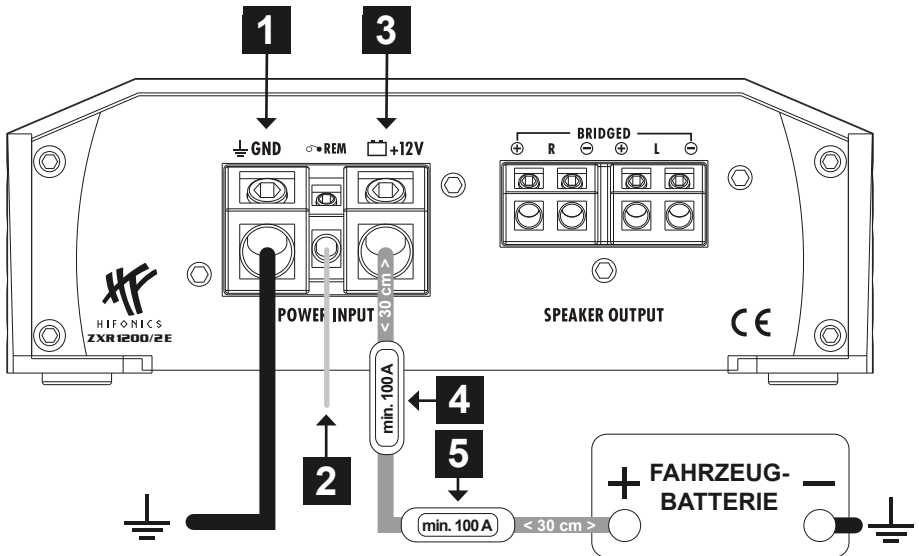 1
3
BRIDGED
GND
REM
+12V
+ R − + L −
HIFONICS
ZXR1200/2E
POWER INPUT
< 30 cm >
SPEAKER OUTPUT
CE
min. 100A
4
2
5
min. 100 A
< 30 cm >
+ FAHRZEUG- −
BATTERIE